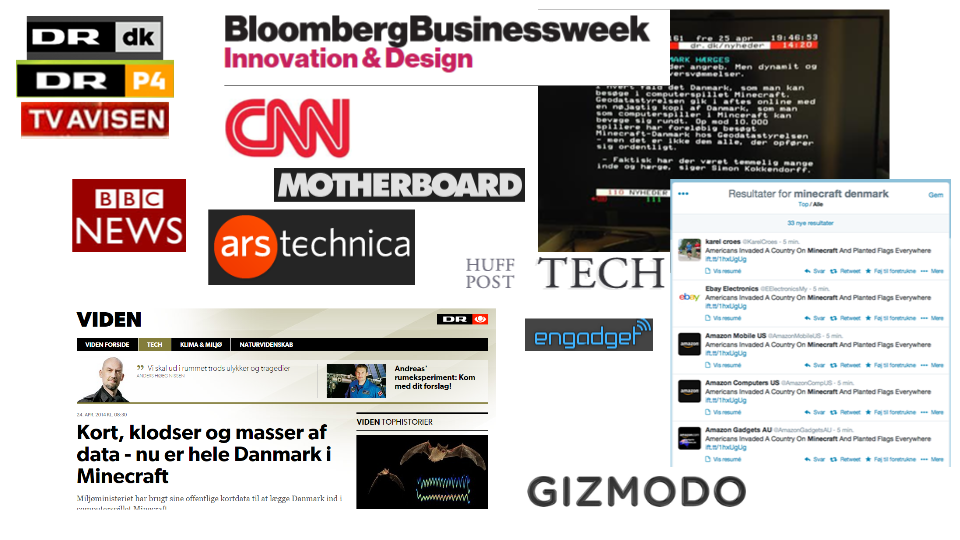 DR dk
DR P4
TV AVISEN
BloombergBusinessweek
Innovation & Design
CNN
MOTHERBOARD
BBC
NEWS
ars technica
HUFF
POST
TECH
engadget
GIZMODO
161 fre 25 apr 19:46:53
dr.dk/nyheder 14:20
MARK HÆRGES
der angreb. Men dynamit og
versvømmelser.
I hvert fald det Danmark, som man kan
besøge i computerspillet Minecraft.
Geodatastyrelsen gik i aftes online med
en nøjagtig kopi af Danmark, som man
som computerspiller i Minecraft kan
bevæge sig rundt. Op mod 10.000
spillere har foreløbig besøgt
Minecraft-Danmark hos Geodatastyrelsen
- men det er ikke dem alle, der opfører
sig ordentligt.
- Faktisk har der været temmelig mange
inde og hærge, siger Simon Kokkendorff.
110 NYHEDER
111
Resultater for minecraft denmark
Gem
Top / Alle
33 nye resultater
karel croes @KarelCroes - 5 min.
Americans Invaded A Country On Minecraft And Planted Flags Everywhere
ift.tt/1hxUgUg
Vis resumé Svar Retweet Føj til foretrukne Mere
Ebay Electronics @EElectronicsMy - 5 min.
Americans Invaded A Country On Minecraft And Planted Flags Everywhere
ift.tt/1hxUgUg
Vis resumé Svar Retweet Føj til foretrukne Mere
Amazon Mobile US @AmazonMobileUS - 5 min.
Americans Invaded A Country On Minecraft And Planted Flags Everywhere
ift.tt/1hxUgUg
Vis resumé Svar Retweet Føj til foretrukne Mere
Amazon Computers US @AmazonCompUS - 5 min.
Americans Invaded A Country On Minecraft And Planted Flags Everywhere
ift.tt/1hxUgUg
Vis resumé Svar Retweet Føj til foretrukne Mere
Amazon Gadgets AU @AmazonGadgetsAU - 5 min.
Americans Invaded A Country On Minecraft And Planted Flags Everywhere
ift.tt/1hxUgUg
Vis resumé Svar Retweet Føj til foretrukne Mere
ebay
VIDEN
DR
VIDEN FORSIDE TECH KLIMA & MILJØ NATURVIDENSKAB
Vi skal ud i rummet trods ulykker og tragedier
Andreas'
rumeksperiment: Kom
med dit forslag!
24. APR. 2014 KL. 08.30
VIDEN TOPHISTORIER
Kort, klodser og masser af
data - nu er hele Danmark i
Minecraft
Miljøministeriet har brugt sine offentlige kortdata til at lægge Danmark ind i
computerspillet Minecraft